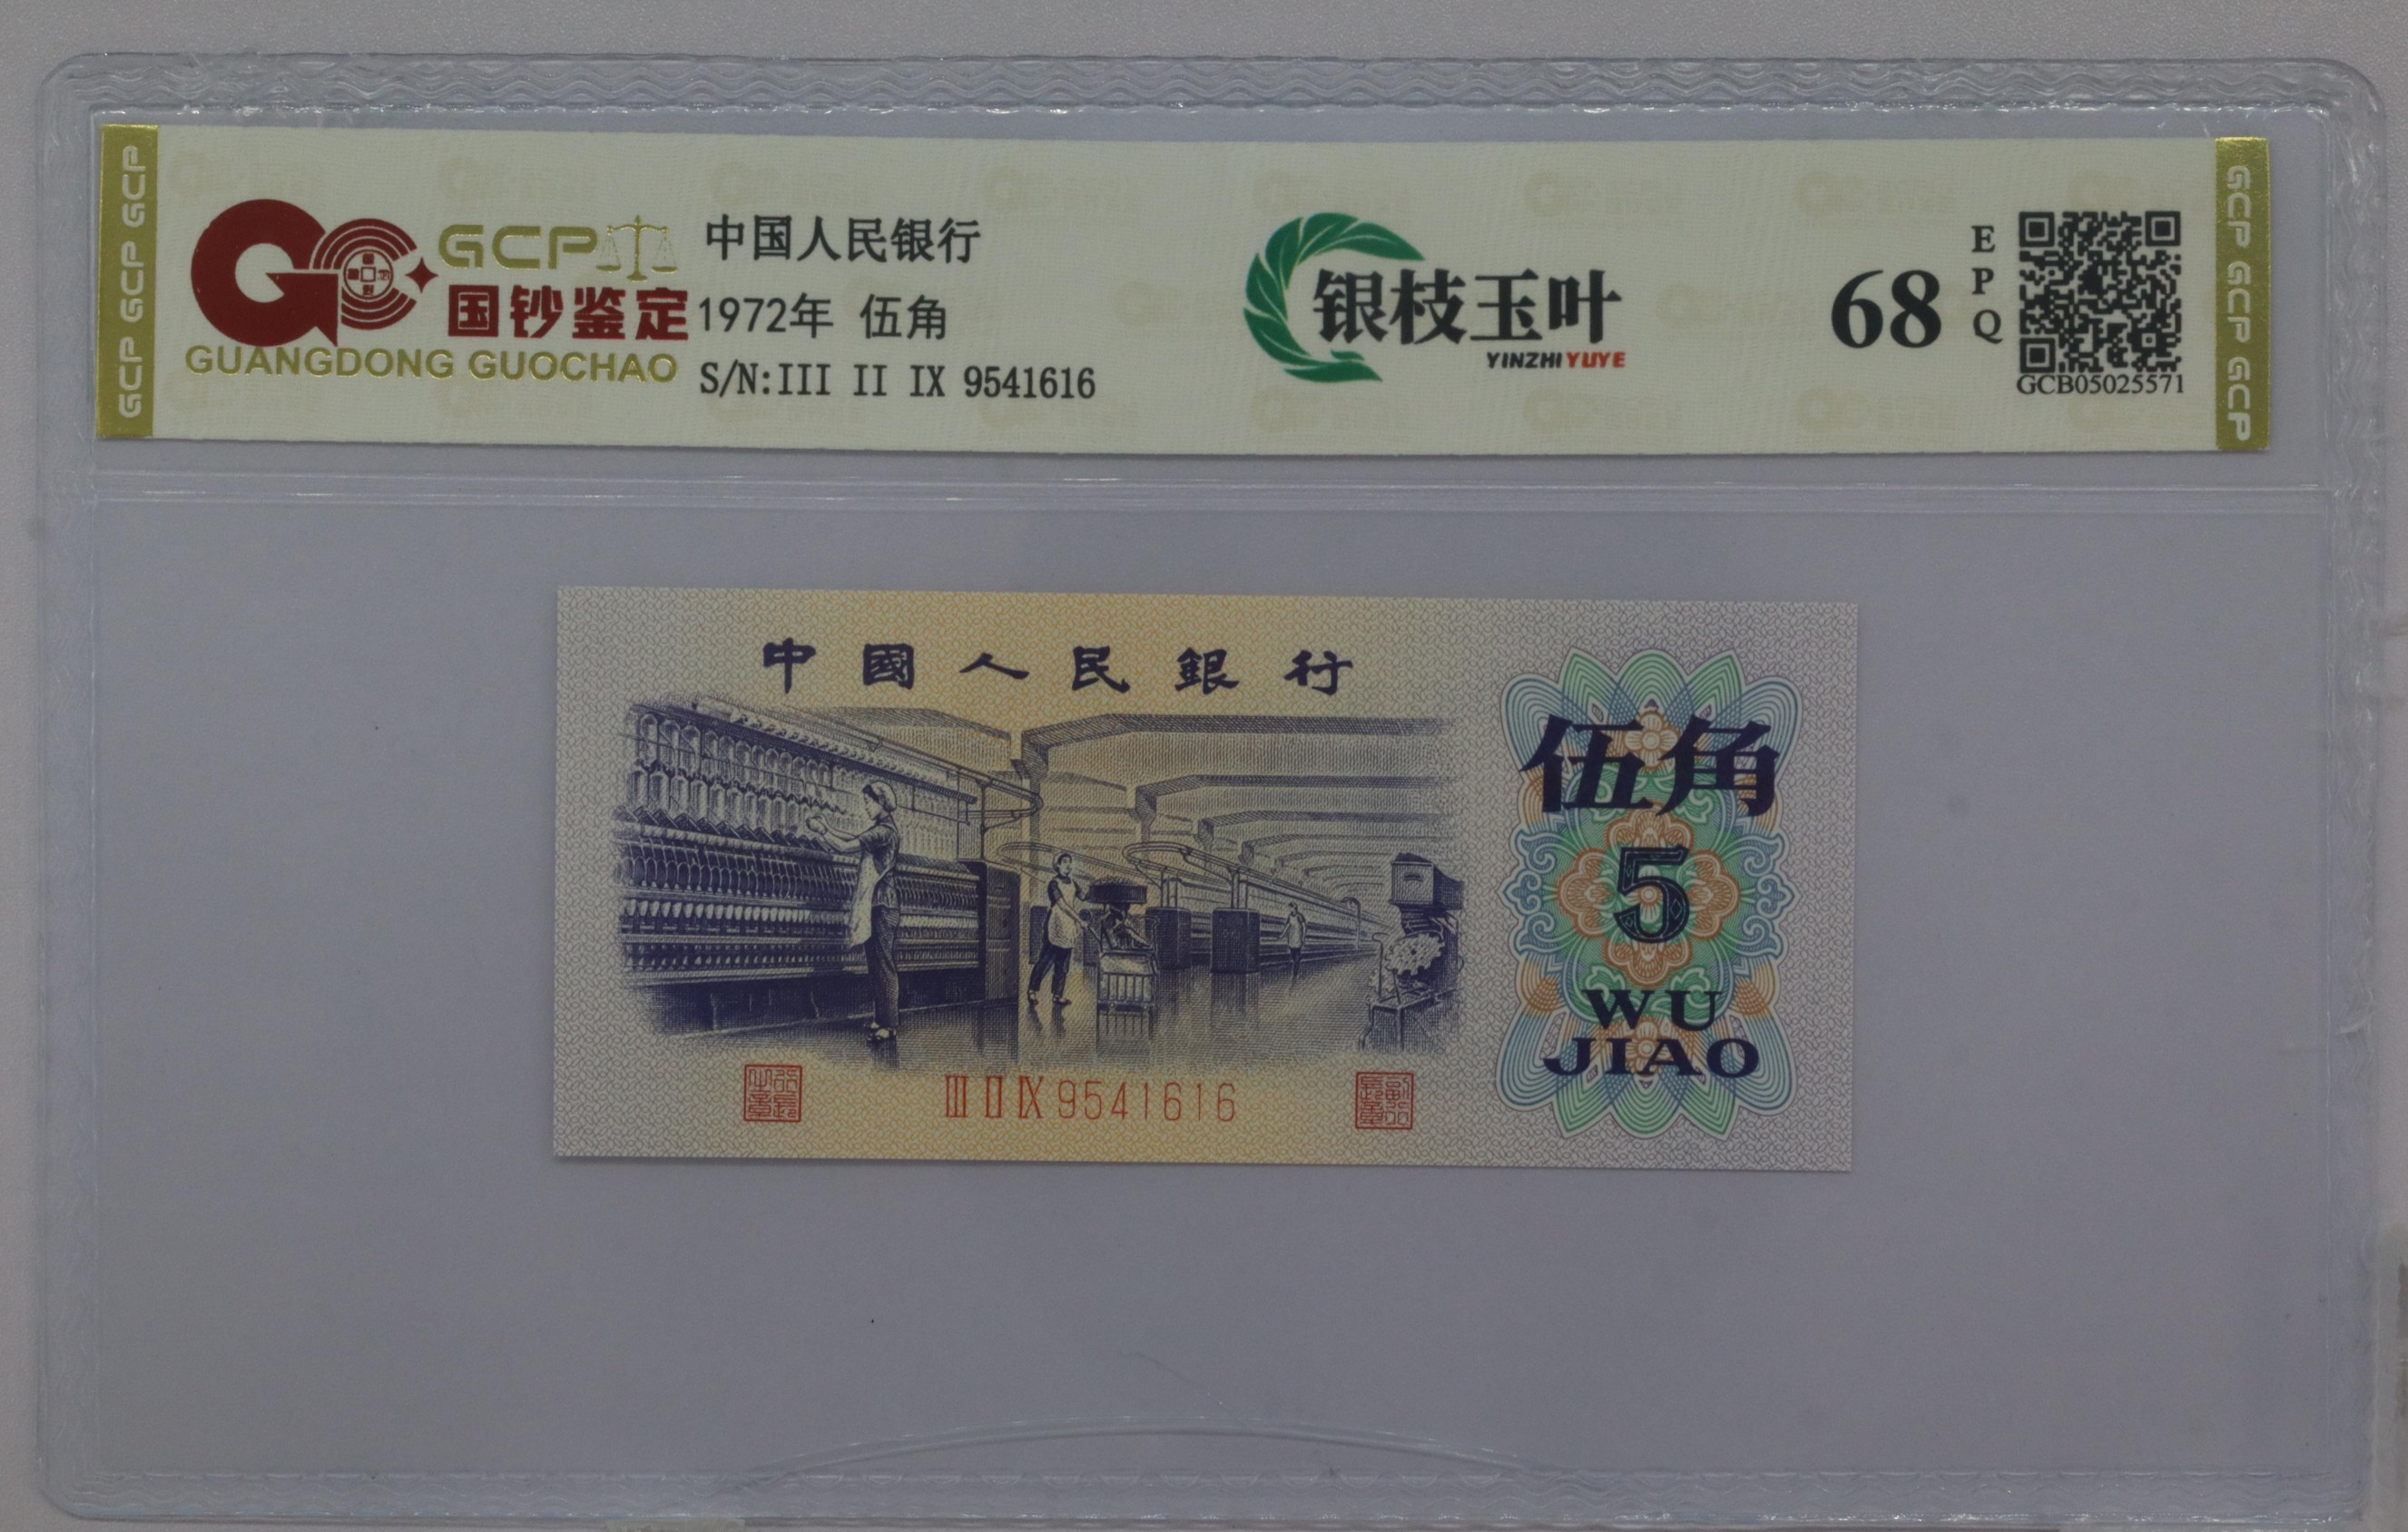 GCP GCP GCP
GCP
国钞鉴定
GUANGDONG GUOCHAO
中国人民银行
1972年 伍角
S/N:III II IX 9541616
银枝玉叶
YINZHI YUYE
68
EPQ
GCB05025571
GCP GCP GCP
中國人民銀行
伍角
5
WU
JIAO
III II IX 9541616